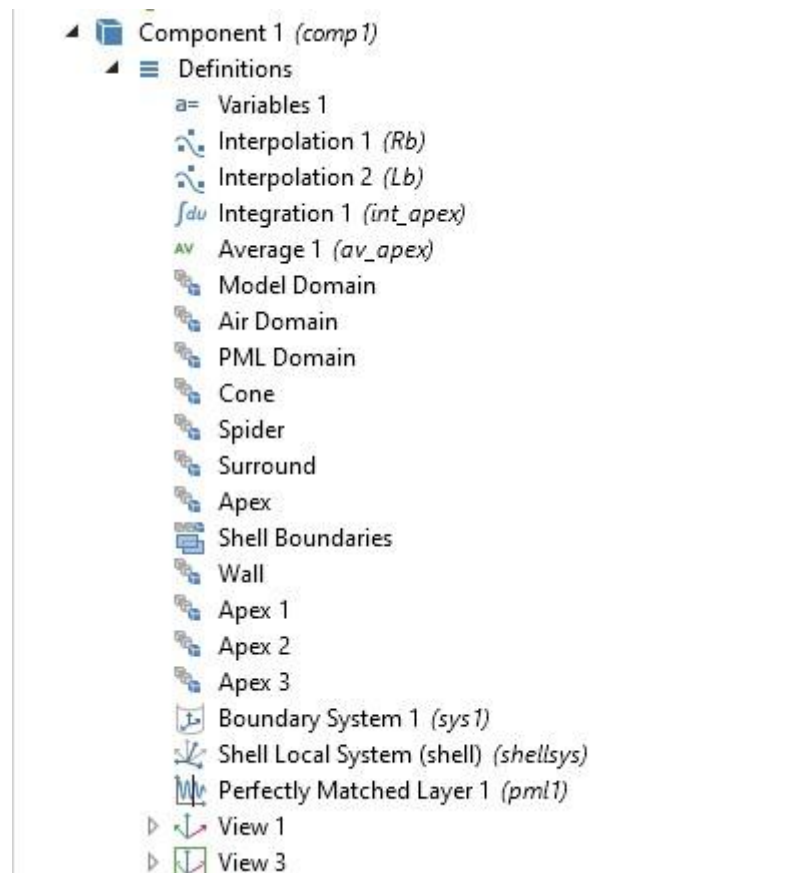 Component 1 (comp1)
Definitions
a= Variables 1
Interpolation 1 (Rb)
Interpolation 2 (Lb)
∫du Integration 1 (int_apex)
AV Average 1 (av_apex)
Model Domain
Air Domain
PML Domain
Cone
Spider
Surround
Apex
Shell Boundaries
Wall
Apex 1
Apex 2
Apex 3
Boundary System 1 (sys1)
Shell Local System (shell) (shellsys)
Perfectly Matched Layer 1 (pml1)
View 1
View 3